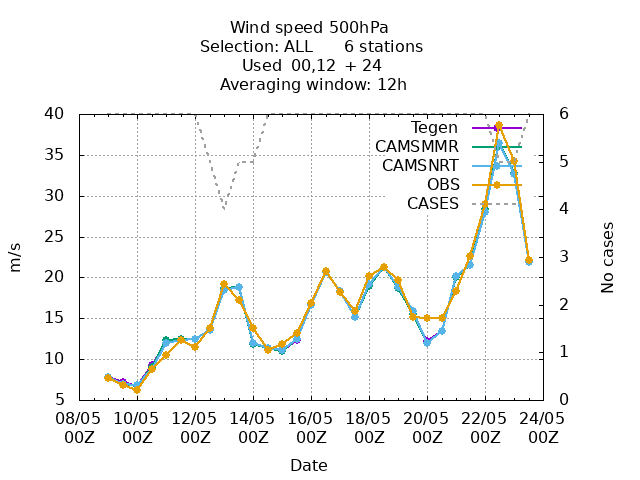 Wind speed 500hPa
Selection: ALL 6 stations
Used 00,12 + 24
Averaging window: 12h
40
35
30
25
20
15
10
5
m/s
6
5
4
3
2
1
0
No cases
Tegen
CAMSMMR
CAMSNRT
OBS
CASES
08/05 10/05 12/05 14/05 16/05 18/05 20/05 22/05 24/05
00Z 00Z 00Z 00Z 00Z 00Z 00Z 00Z 00Z
Date